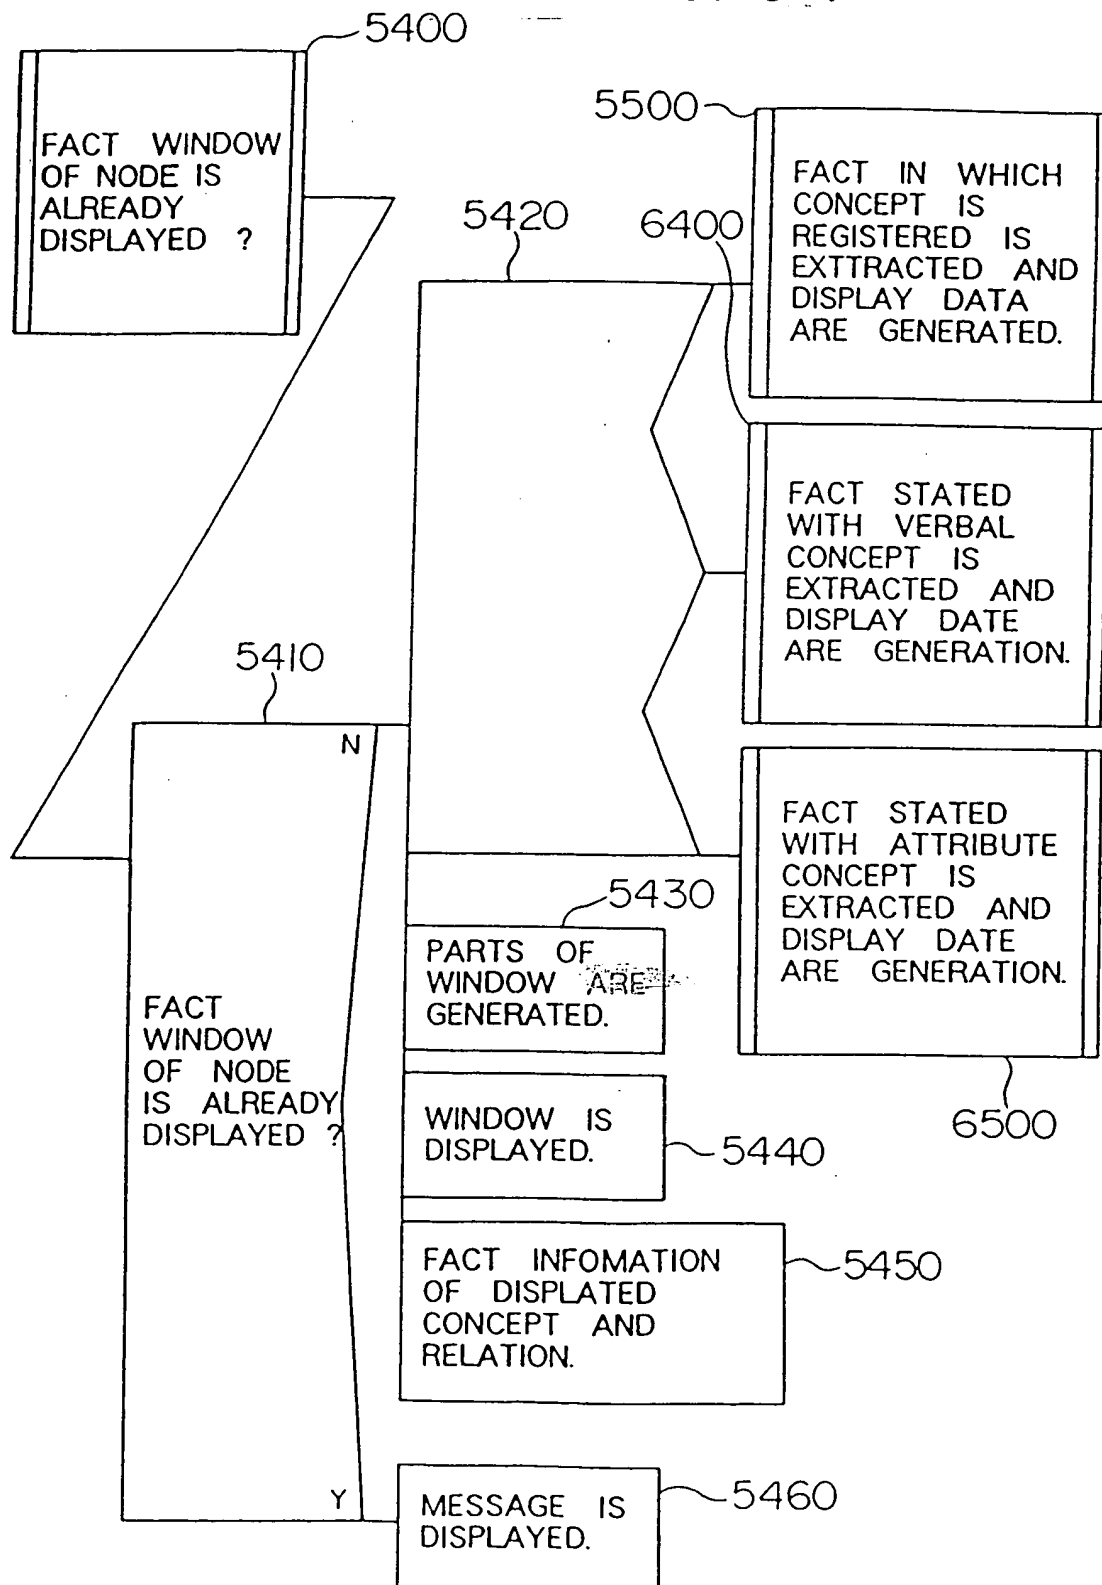 5400
FACT WINDOW
OF NODE IS
ALREADY
DISPLAYED ?
5500
FACT IN WHICH
CONCEPT IS
REGISTERED IS
EXTTRACTED AND
DISPLAY DATA
ARE GENERATED.
5420
6400
FACT STATED
WITH VERBAL
CONCEPT IS
EXTRACTED AND
DISPLAY DATE
ARE GENERATION.
5410
N
FACT
WINDOW
OF NODE
IS ALREADY
DISPLAYED ?
Y
FACT STATED
WITH ATTRIBUTE
CONCEPT IS
EXTRACTED AND
DISPLAY DATE
ARE GENERATION.
6500
5430
PARTS OF
WINDOW ARE
GENERATED.
WINDOW IS
DISPLAYED.
5440
FACT INFOMATION
OF DISPLATED
CONCEPT AND
RELATION.
5450
MESSAGE IS
DISPLAYED.
5460